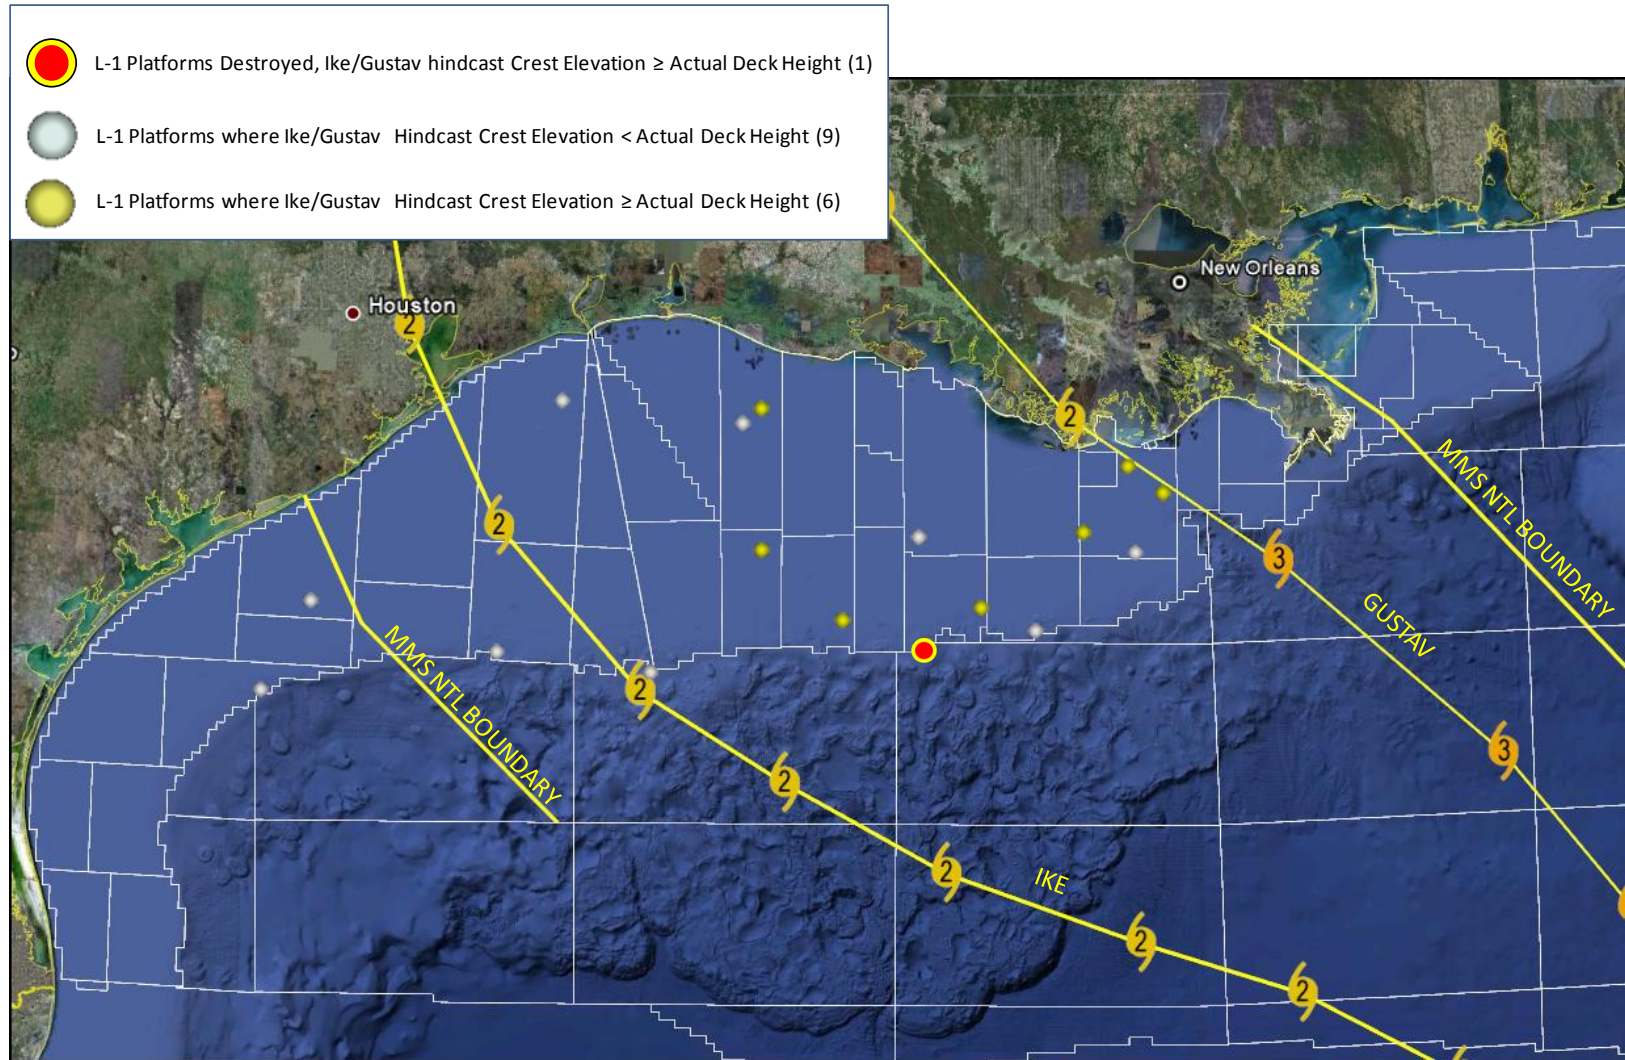 L-1 Platforms Destroyed, Ike/Gustav hindcast Crest Elevation ≥ Actual Deck Height (1)
L-1 Platforms where Ike/Gustav Hindcast Crest Elevation < Actual Deck Height (9)
L-1 Platforms where Ike/Gustav Hindcast Crest Elevation ≥ Actual Deck Height (6)
New Orleans
Houston
2
2
MMS NTL BOUNDARY
2
3
GUSTAV
MMS NTL BOUNDARY
2
3
2
2
IKE
2
2